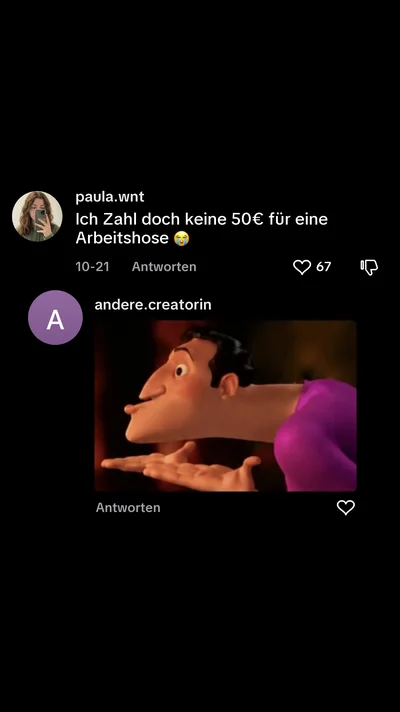 paula.wnt
Ich Zahl doch keine 50€ für eine
Arbeitshose 😭
10-21 Antworten 67
A
andere.creatorin
Antworten